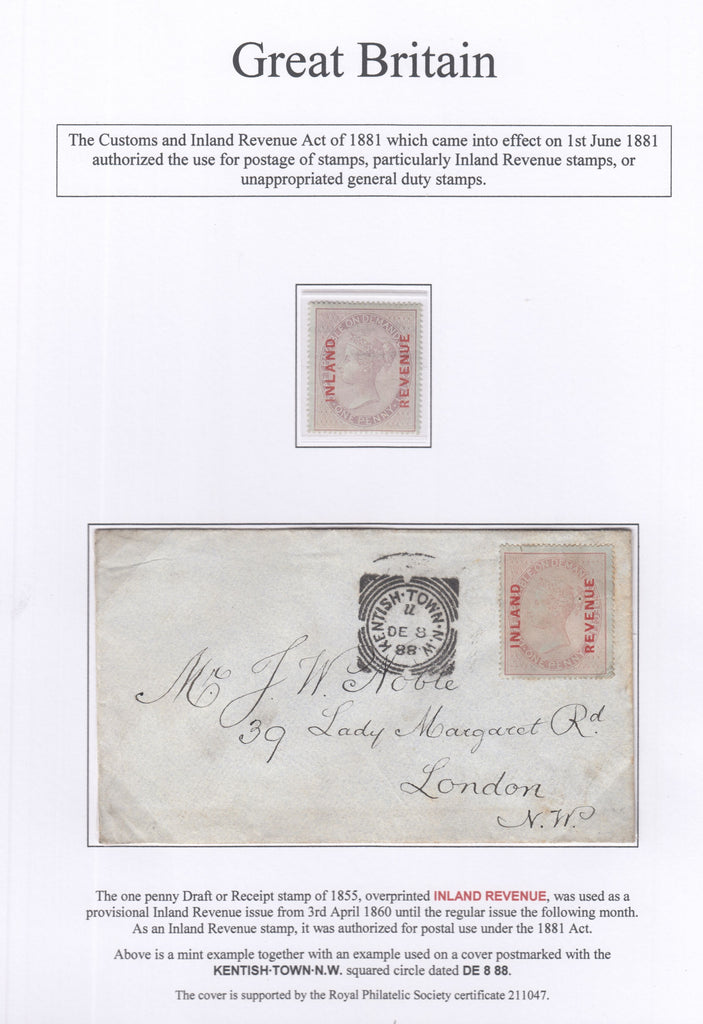 Great Britain
The Customs and Inland Revenue Act of 1881 which came into effect on 1st June 1881
authorized the use for postage of stamps, particularly Inland Revenue stamps, or
unappropriated general duty stamps.
ON DEMAND
INLAND
REVENUE
ONE PENNY
KENTISH·TOWN·N.W.
DE 8
88
ON DEMAND
INLAND
REVENUE
ONE PENNY
Mr J. W. Noble
39 Lady Margaret Rd
London
N.W.
The one penny Draft or Receipt stamp of 1855, overprinted INLAND REVENUE, was used as a
provisional Inland Revenue issue from 3rd April 1860 until the regular issue the following month.
As an Inland Revenue stamp, it was authorized for postal use under the 1881 Act.
Above is a mint example together with an example used on a cover postmarked with the
KENTISH·TOWN·N.W. squared circle dated DE 8 88.
The cover is supported by the Royal Philatelic Society certificate 211047.